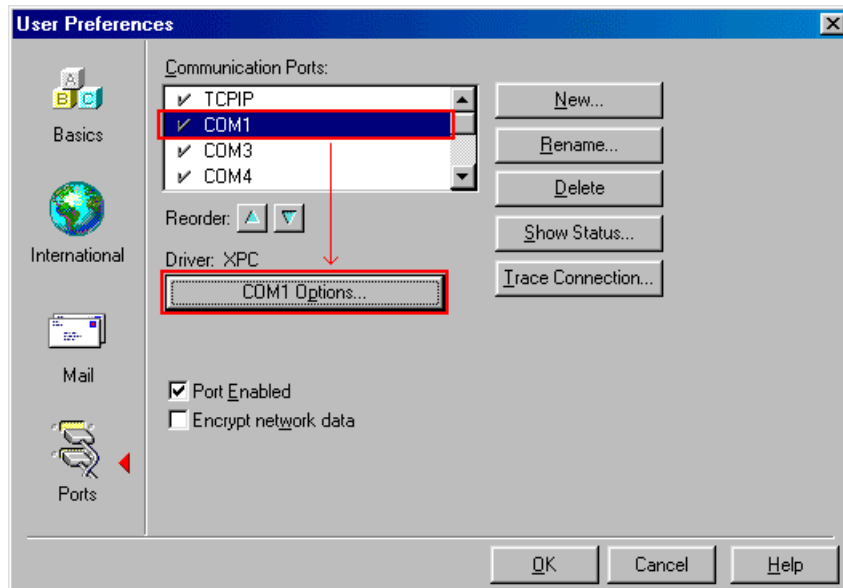 User Preferences
A
B C
Basics
International
Mail
Ports
Communication Ports:
TCPIP
COM1
COM3
COM4
Reorder:
Driver: XPC
COM1 Options...
Port Enabled
Encrypt network data
New...
Rename...
Delete
Show Status...
Trace Connection...
OK
Cancel
Help